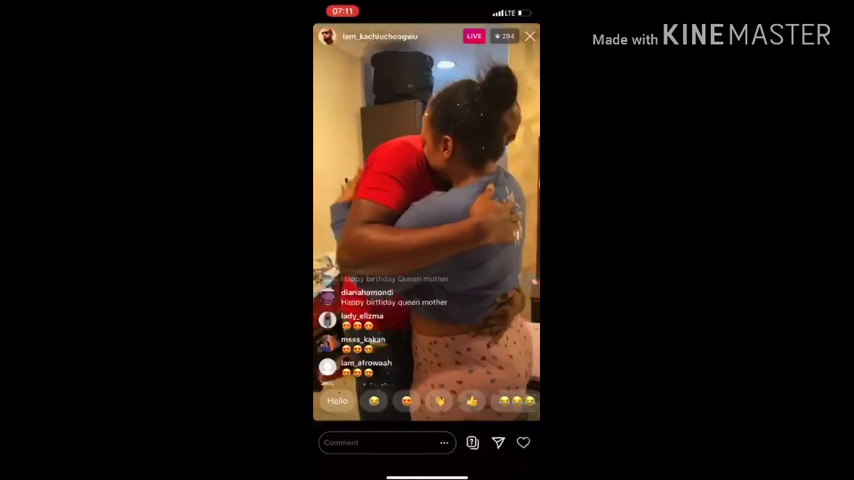 07:11
LTE
Made with KINEMASTER
iam_kachiucheagwu
LIVE
294
Happy birthday Queen mother
dianahomondi
Happy birthday queen mother
lady_elizma
msss_kakan
iam_afrowaah
Hello
Comment